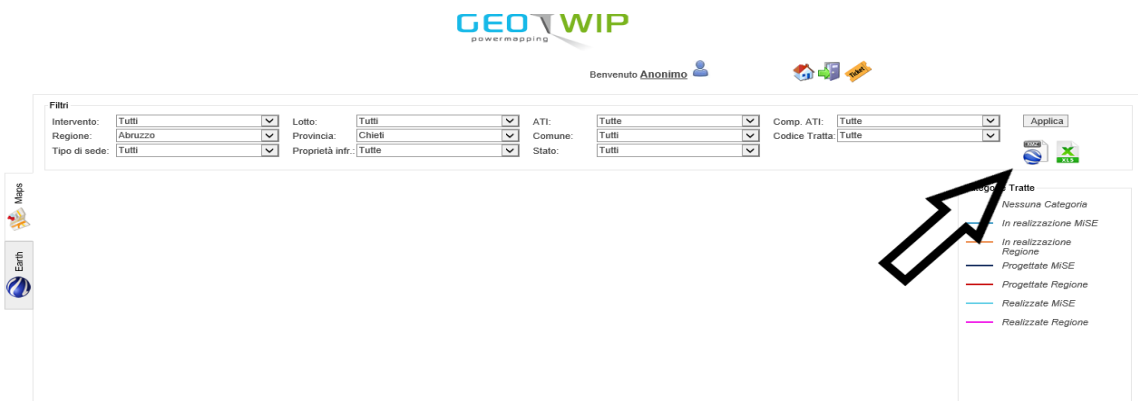 GEO WIP
powermapping
Benvenuto Anonimo
Ticket
Filtri
Intervento: Tutti Lotto: Tutti ATI: Tutte Comp. ATI: Tutte Applica
Regione: Abruzzo Provincia: Chieti Comune: Tutti Codice Tratta: Tutte
Tipo di sede: Tutti Proprietà infr.: Tutte Stato: Tutti
KMZ XLS
Maps
Earth
Tratte
Nessuna Categoria
In realizzazione MiSE
In realizzazione
Regione
Progettate MiSE
Progettate Regione
Realizzate MiSE
Realizzate Regione